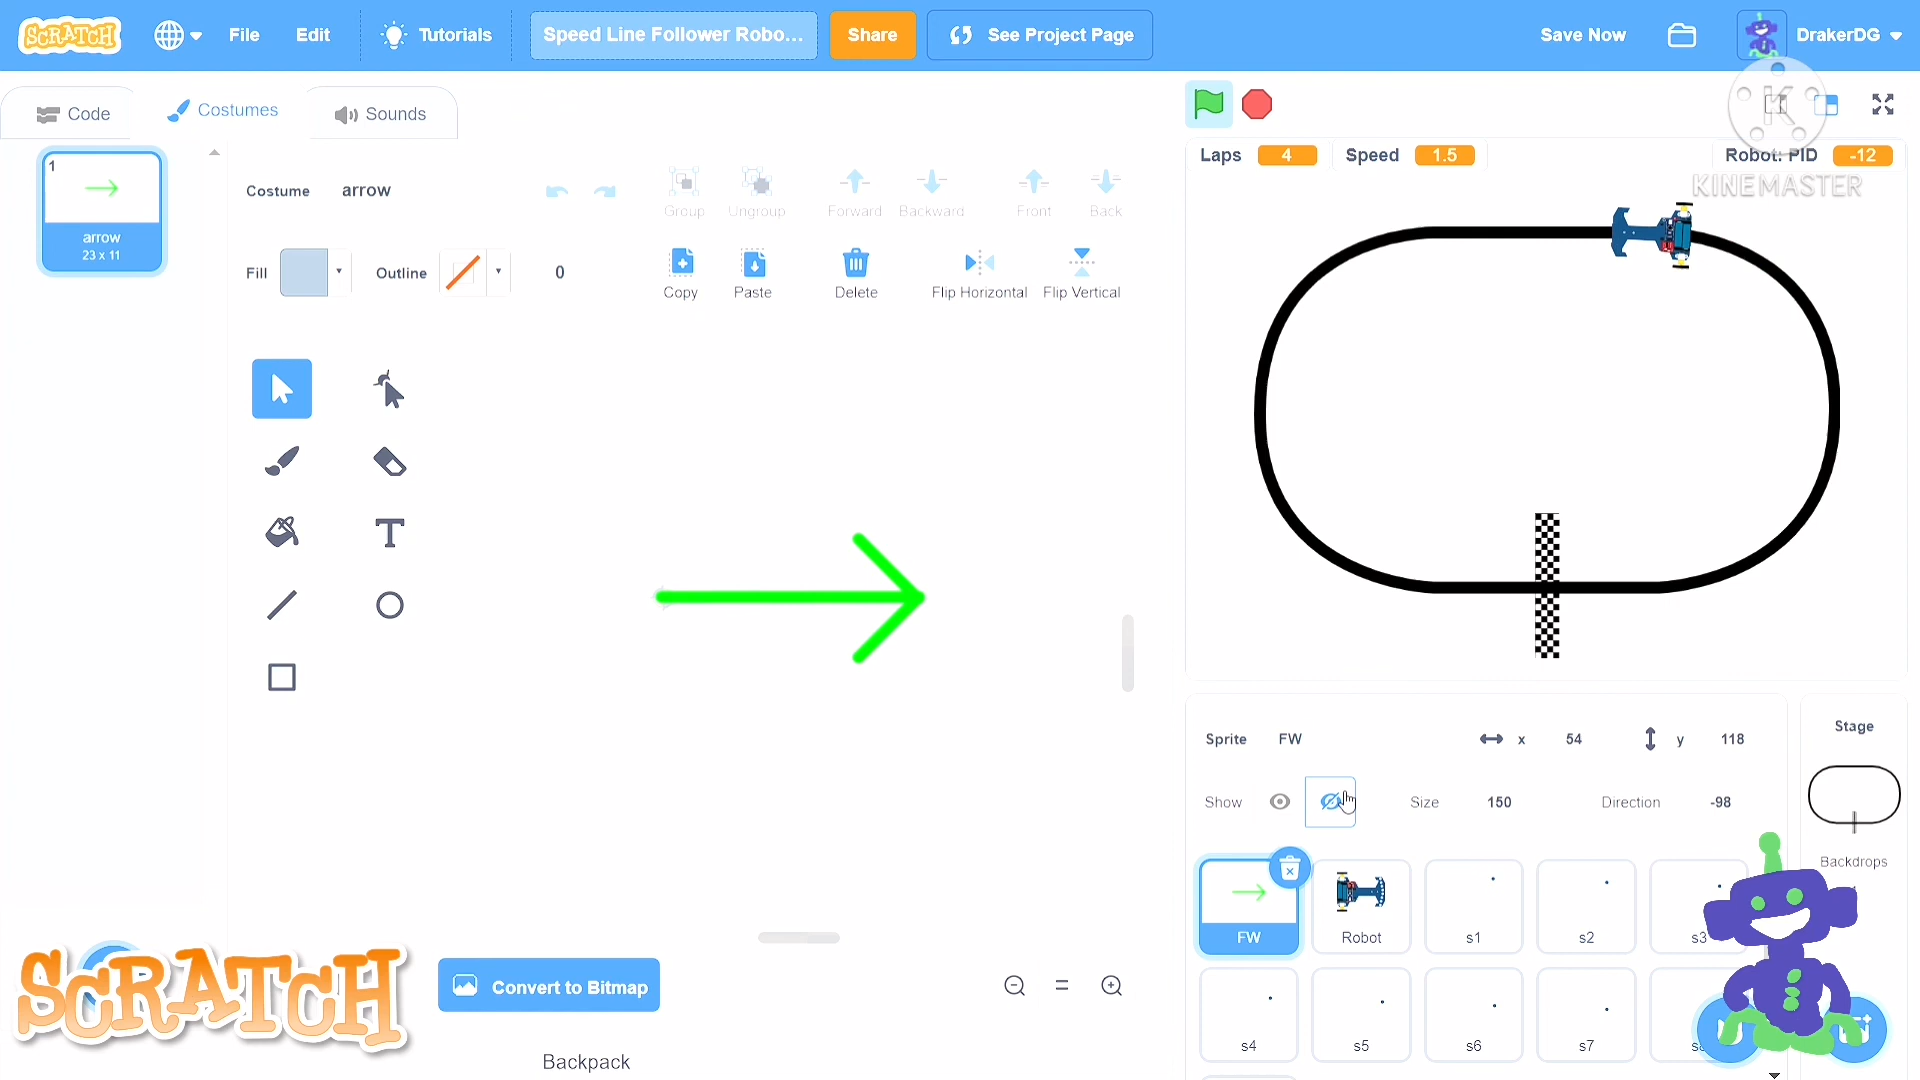 SCRATCH
File
Edit
Tutorials
Speed Line Follower Robo...
Share
See Project Page
Save Now
DrakerDG
Code
Costumes
Sounds
1
arrow
23 x 11
Costume
arrow
Group
Ungroup
Forward
Backward
Front
Back
Fill
Outline
0
Copy
Paste
Delete
Flip Horizontal
Flip Vertical
T
Convert to Bitmap
SCRATCH
Backpack
Laps 4
Speed 1.5
Robot: PID -12
K
KINEMASTER
Sprite
FW
x
54
y
118
Show
Size
150
Direction
-98
Stage
Backdrops
FW
Robot
s1
s2
s3
s4
s5
s6
s7